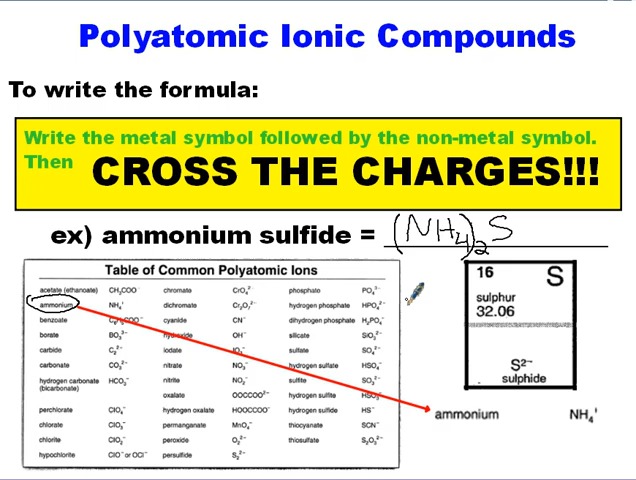 Polyatomic Ionic Compounds
To write the formula:
Write the metal symbol followed by the non-metal symbol.
Then CROSS THE CHARGES!!!
ex) ammonium sulfide = (NH₄)₂S
Table of Common Polyatomic Ions
acetate (ethanoate) CH₃COO⁻ chromate CrO₄²⁻ phosphate PO₄³⁻
ammonium NH₄⁺ dichromate Cr₂O₇²⁻ hydrogen phosphate HPO₄²⁻
benzoate C₆H₅COO⁻ cyanide CN⁻ dihydrogen phosphate H₂PO₄⁻
borate BO₃³⁻ hydroxide OH⁻ silicate SiO₃²⁻
carbide C₂²⁻ iodate IO₃⁻ sulfate SO₄²⁻
carbonate CO₃²⁻ nitrate NO₃⁻ hydrogen sulfate HSO₄⁻
hydrogen carbonate HCO₃⁻ nitrite NO₂⁻ sulfite SO₃²⁻
(bicarbonate) oxalate OOCCOO²⁻ hydrogen sulfite HSO₃⁻
perchlorate ClO₄⁻ hydrogen oxalate HOOCCOO⁻ hydrogen sulfide HS⁻
chlorate ClO₃⁻ permanganate MnO₄⁻ thiocyanate SCN⁻
chlorite ClO₂⁻ peroxide O₂²⁻ thiosulfate S₂O₃²⁻
hypochlorite ClO⁻ or OCl⁻ persulfide S₂²⁻
16 S
sulphur
32.06
S²⁻
sulphide
ammonium NH₄⁺